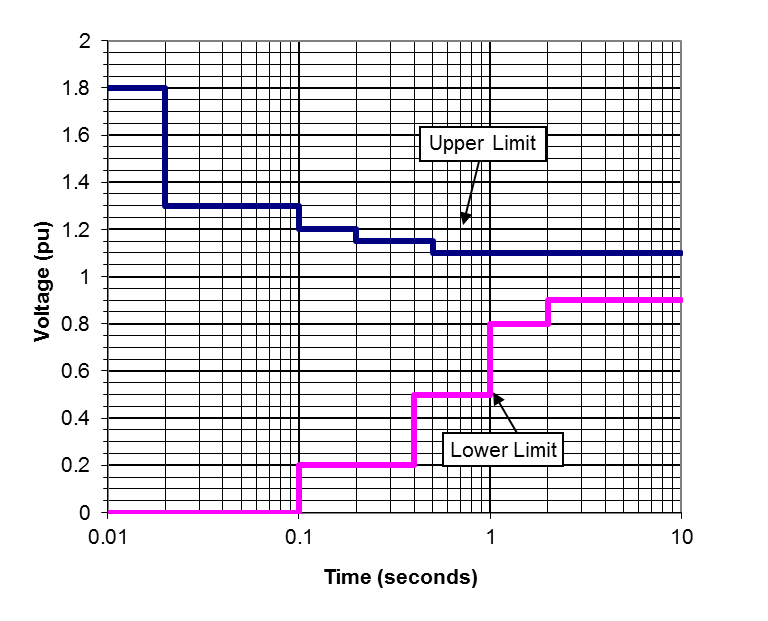 2
1.8
1.6
1.4
1.2
1
0.8
0.6
0.4
0.2
0
Voltage (pu)
Upper Limit
Lower Limit
0.01 0.1 1 10
Time (seconds)